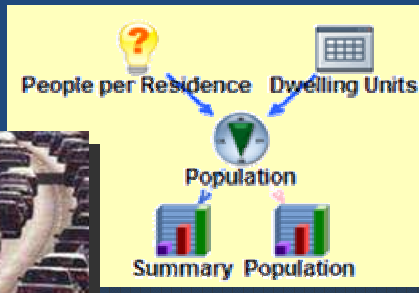 People per Residence Dwelling Units
Population
Summary Population